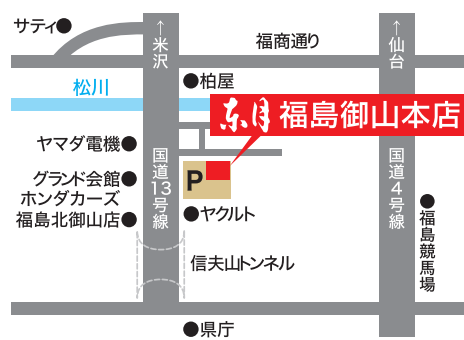 サティ●
↑米沢
福商通り
↑仙台
●柏屋
松川
东月 福島御山本店
ヤマダ電機●
国道13号線
国道4号線
グランド会館●
P
ホンダカーズ
福島北御山店●
●ヤクルト
●福島競馬場
信夫山トンネル
●県庁